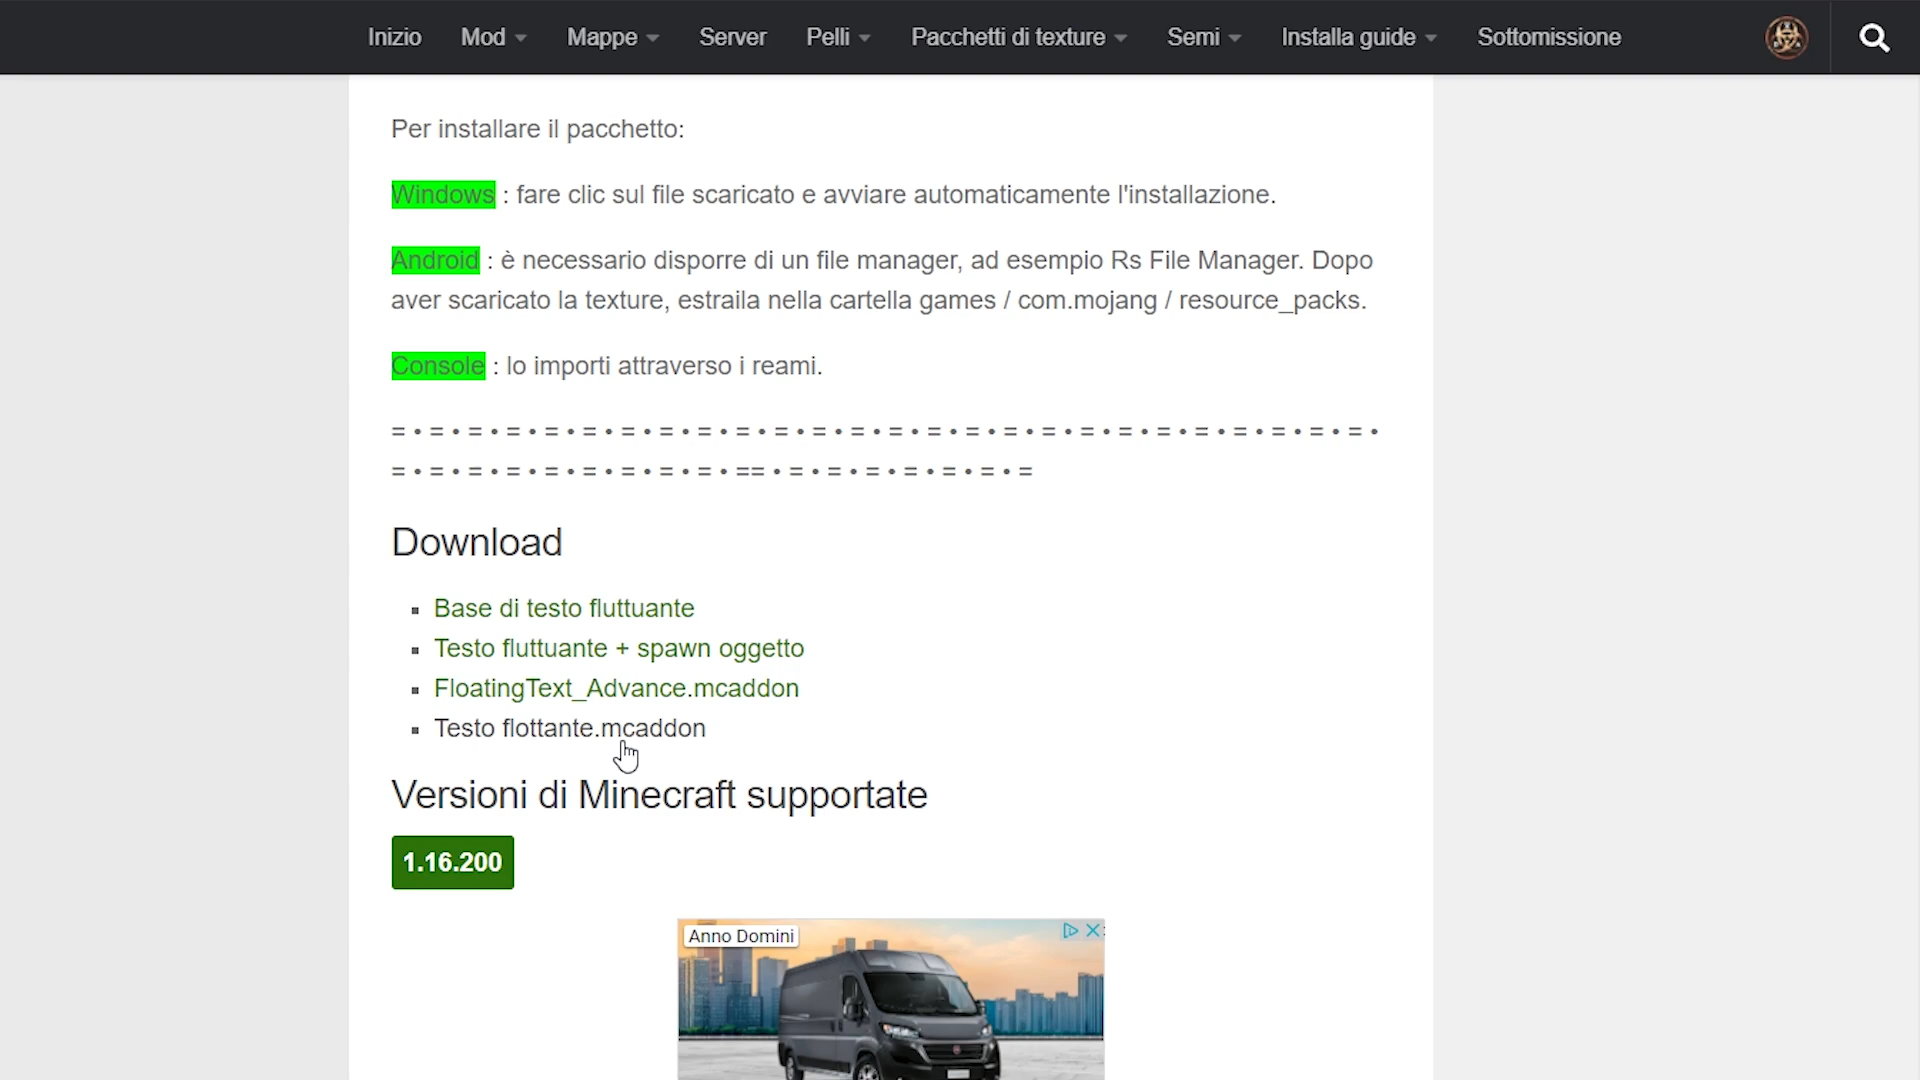 Inizio Mod Mappe Server Pelli Pacchetti di texture Semi Installa guide Sottomissione
Per installare il pacchetto:
Windows : fare clic sul file scaricato e avviare automaticamente l'installazione.
Android : è necessario disporre di un file manager, ad esempio Rs File Manager. Dopo
aver scaricato la texture, estraila nella cartella games / com.mojang / resource_packs.
Console : lo importi attraverso i reami.
= • = • = • = • = • = • = • = • = • = • = • = • = • = • = • = • = • = • = • = • = • = • = • = • = • = •
= • = • = • = • = • = • = • = • = • == • = • = • = • = • = • = • =
Download
Base di testo fluttuante
Testo fluttuante + spawn oggetto
FloatingText_Advance.mcaddon
Testo flottante.mcaddon
Versioni di Minecraft supportate
1.16.200
Anno Domini